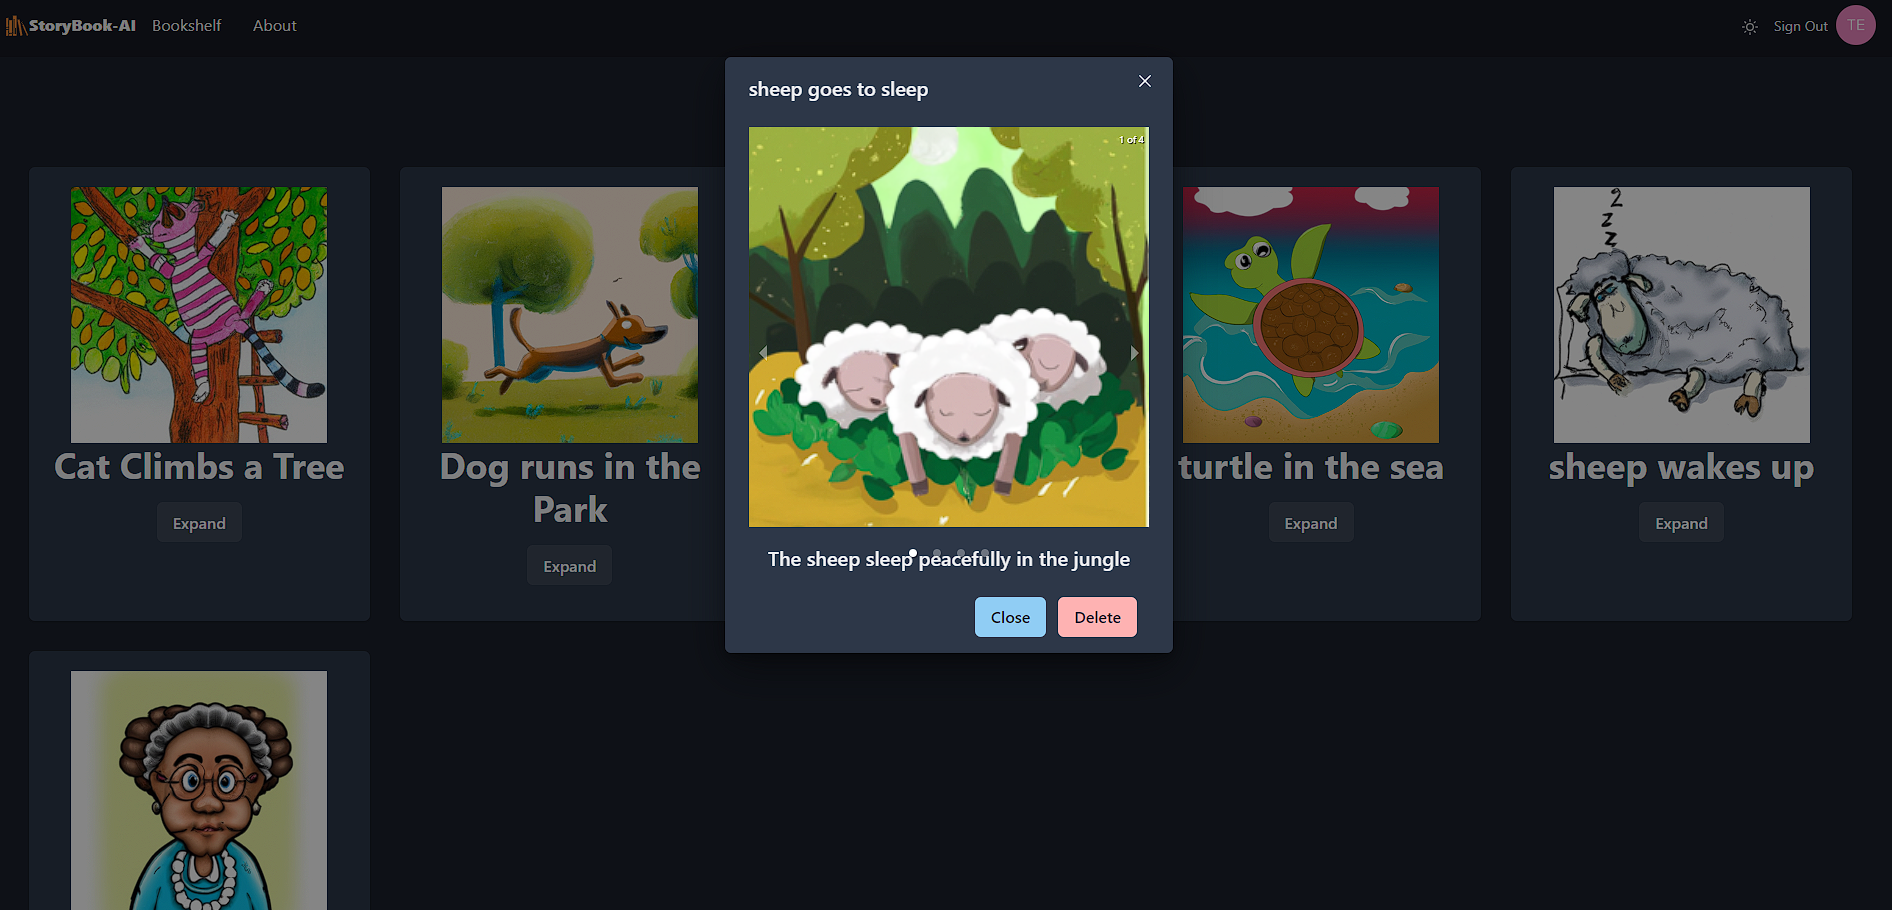 StoryBook-AI
Bookshelf
About
Sign Out
TE
sheep goes to sleep
1 of 4
The sheep sleep peacefully in the jungle
Close
Delete
Cat Climbs a Tree
Expand
Dog runs in the
Park
Expand
turtle in the sea
Expand
z
z
z
sheep wakes up
Expand